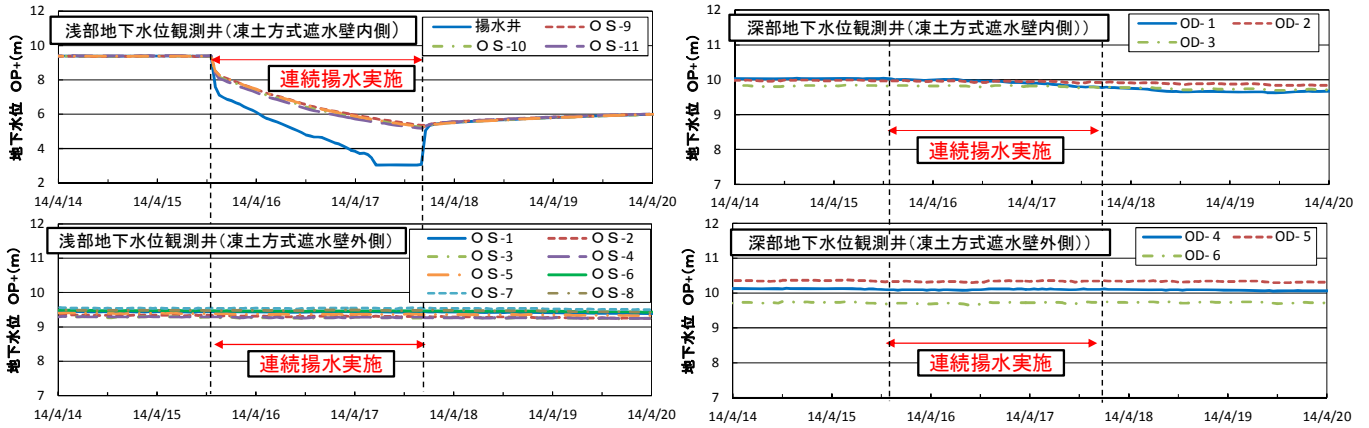 浅部地下水位観測井(凍土方式遮水壁内側)
揚水井 OS-9
OS-10 OS-11
連続揚水実施
地下水位 OP+(m)
12
10
8
6
4
2
14/4/14 14/4/15 14/4/16 14/4/17 14/4/18 14/4/19 14/4/20
深部地下水位観測井(凍土方式遮水壁内側)
OD-1 OD-2
OD-3
連続揚水実施
地下水位 OP+(m)
12
11
10
9
8
7
14/4/14 14/4/15 14/4/16 14/4/17 14/4/18 14/4/19 14/4/20
浅部地下水位観測井(凍土方式遮水壁外側)
OS-1 OS-2
OS-3 OS-4
OS-5 OS-6
OS-7 OS-8
連続揚水実施
地下水位 OP+(m)
12
11
10
9
8
7
14/4/14 14/4/15 14/4/16 14/4/17 14/4/18 14/4/19 14/4/20
深部地下水位観測井(凍土方式遮水壁外側))
OD-4 OD-5
OD-6
連続揚水実施
地下水位 OP+(m)
12
11
10
9
8
7
14/4/14 14/4/15 14/4/16 14/4/17 14/4/18 14/4/19 14/4/20